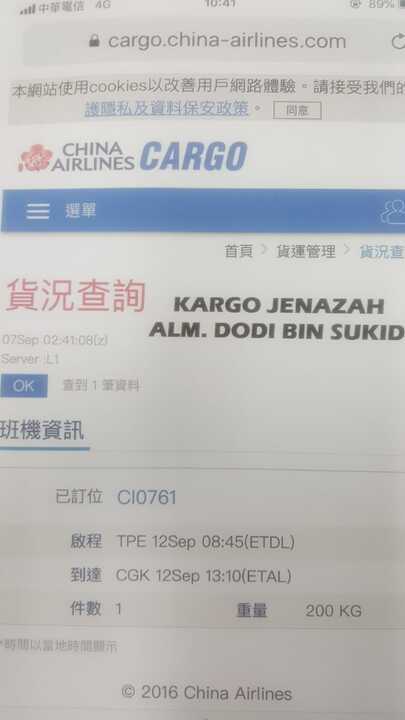 中華電信 4G 10:41 89%
cargo.china-airlines.com
本網站使用cookies以改善用戶網路體驗。請接受我們的
護隱私及資料保安政策。 同意
CHINA AIRLINES CARGO
選單
首頁 > 貨運管理 > 貨況查
貨況查詢
KARGO JENAZAH
ALM. DODI BIN SUKID
07Sep 02:41:08(z)
Server :L1
OK 查到 1 筆資料
班機資訊
已訂位 CI0761
啟程 TPE 12Sep 08:45(ETDL)
到達 CGK 12Sep 13:10(ETAL)
件數 1 重量 200 KG
*時間以當地時間顯示
© 2016 China Airlines